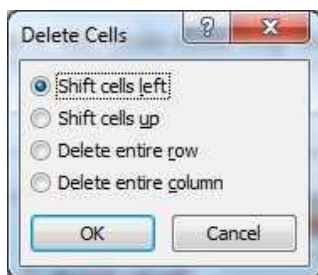 Delete Cells
?
Shift cells left
Shift cells up
Delete entire row
Delete entire column
OK
Cancel